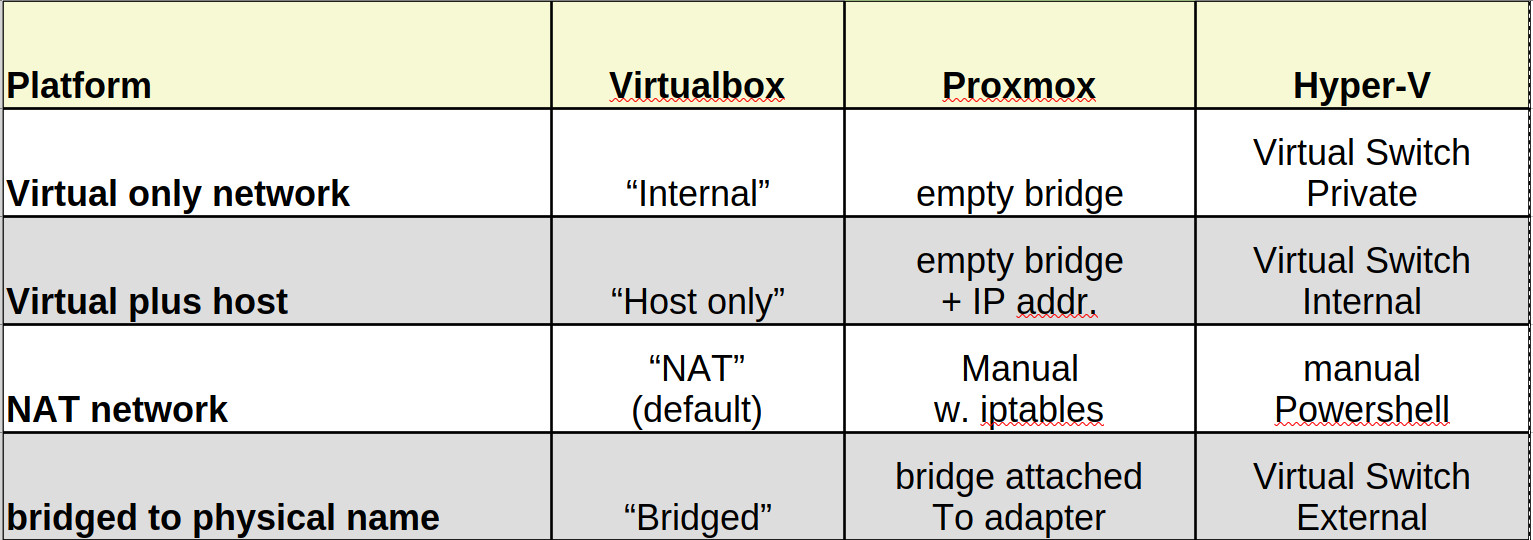 Platform
Virtualbox
Proxmox
Hyper-V
Virtual only network
“Internal”
empty bridge
Virtual Switch
Private
Virtual plus host
“Host only”
empty bridge
+ IP addr.
Virtual Switch
Internal
NAT network
“NAT”
(default)
Manual
w. iptables
manual
Powershell
bridged to physical name
“Bridged”
bridge attached
To adapter
Virtual Switch
External